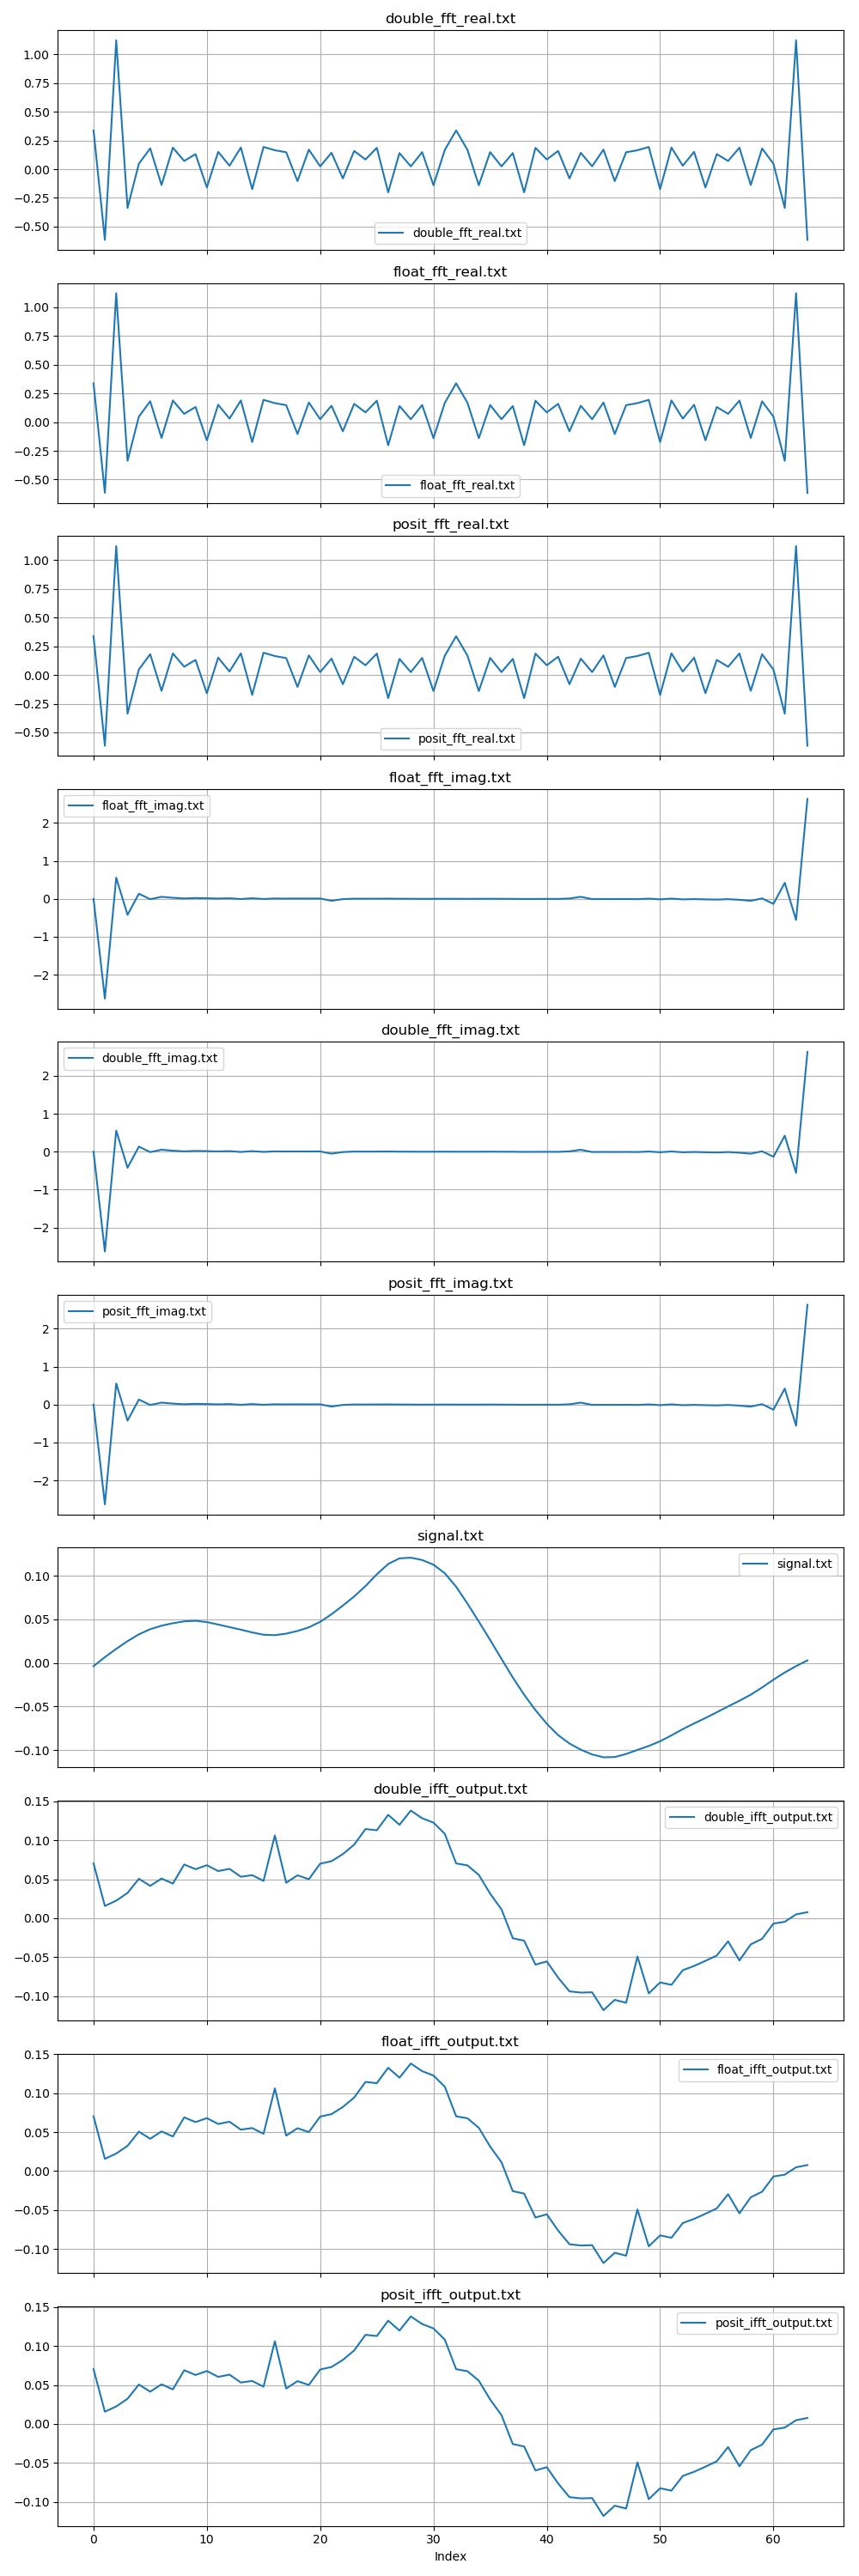 double_fft_real.txt
1.00
0.75
0.50
0.25
0.00
−0.25
−0.50
double_fft_real.txt
float_fft_real.txt
1.00
0.75
0.50
0.25
0.00
−0.25
−0.50
float_fft_real.txt
posit_fft_real.txt
1.00
0.75
0.50
0.25
0.00
−0.25
−0.50
posit_fft_real.txt
float_fft_imag.txt
float_fft_imag.txt
2
1
0
−1
−2
double_fft_imag.txt
double_fft_imag.txt
2
1
0
−1
−2
posit_fft_imag.txt
posit_fft_imag.txt
2
1
0
−1
−2
signal.txt
signal.txt
0.10
0.05
0.00
−0.05
−0.10
double_ifft_output.txt
0.15
double_ifft_output.txt
0.10
0.05
0.00
−0.05
−0.10
float_ifft_output.txt
0.15
float_ifft_output.txt
0.10
0.05
0.00
−0.05
−0.10
posit_ifft_output.txt
0.15
posit_ifft_output.txt
0.10
0.05
0.00
−0.05
−0.10
0 10 20 30 40 50 60
Index